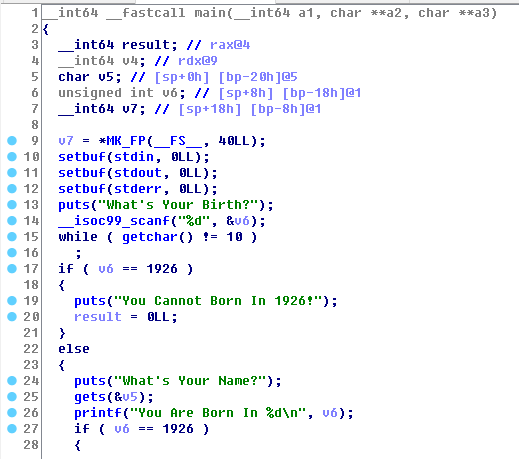 1 __int64 __fastcall main(__int64 a1, char **a2, char **a3)
2 {
3 __int64 result; // rax@4
4 __int64 v4; // rdx@9
5 char v5; // [sp+0h] [bp-20h]@5
6 unsigned int v6; // [sp+8h] [bp-18h]@1
7 __int64 v7; // [sp+18h] [bp-8h]@1
8
9 v7 = *MK_FP(__FS__, 40LL);
10 setbuf(stdin, 0LL);
11 setbuf(stdout, 0LL);
12 setbuf(stderr, 0LL);
13 puts("What's Your Birth?");
14 __isoc99_scanf("%d", &v6);
15 while ( getchar() != 10 )
16 ;
17 if ( v6 == 1926 )
18 {
19 puts("You Cannot Born In 1926!");
20 result = 0LL;
21 }
22 else
23 {
24 puts("What's Your Name?");
25 gets(&v5);
26 printf("You Are Born In %d\n", v6);
27 if ( v6 == 1926 )
28 {